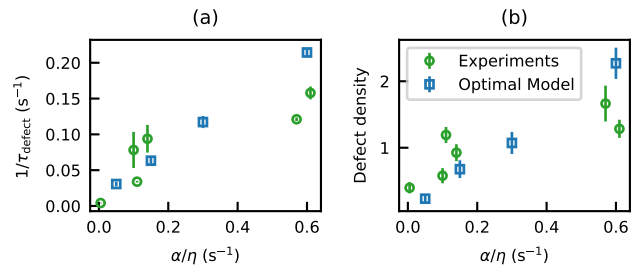 (a)
(b)
1/τ_defect (s⁻¹)
0.20
0.15
0.10
0.05
0.00
0.0 0.2 0.4 0.6
α/η (s⁻¹)
Defect density
2
1
Experiments
Optimal Model
0.0 0.2 0.4 0.6
α/η (s⁻¹)